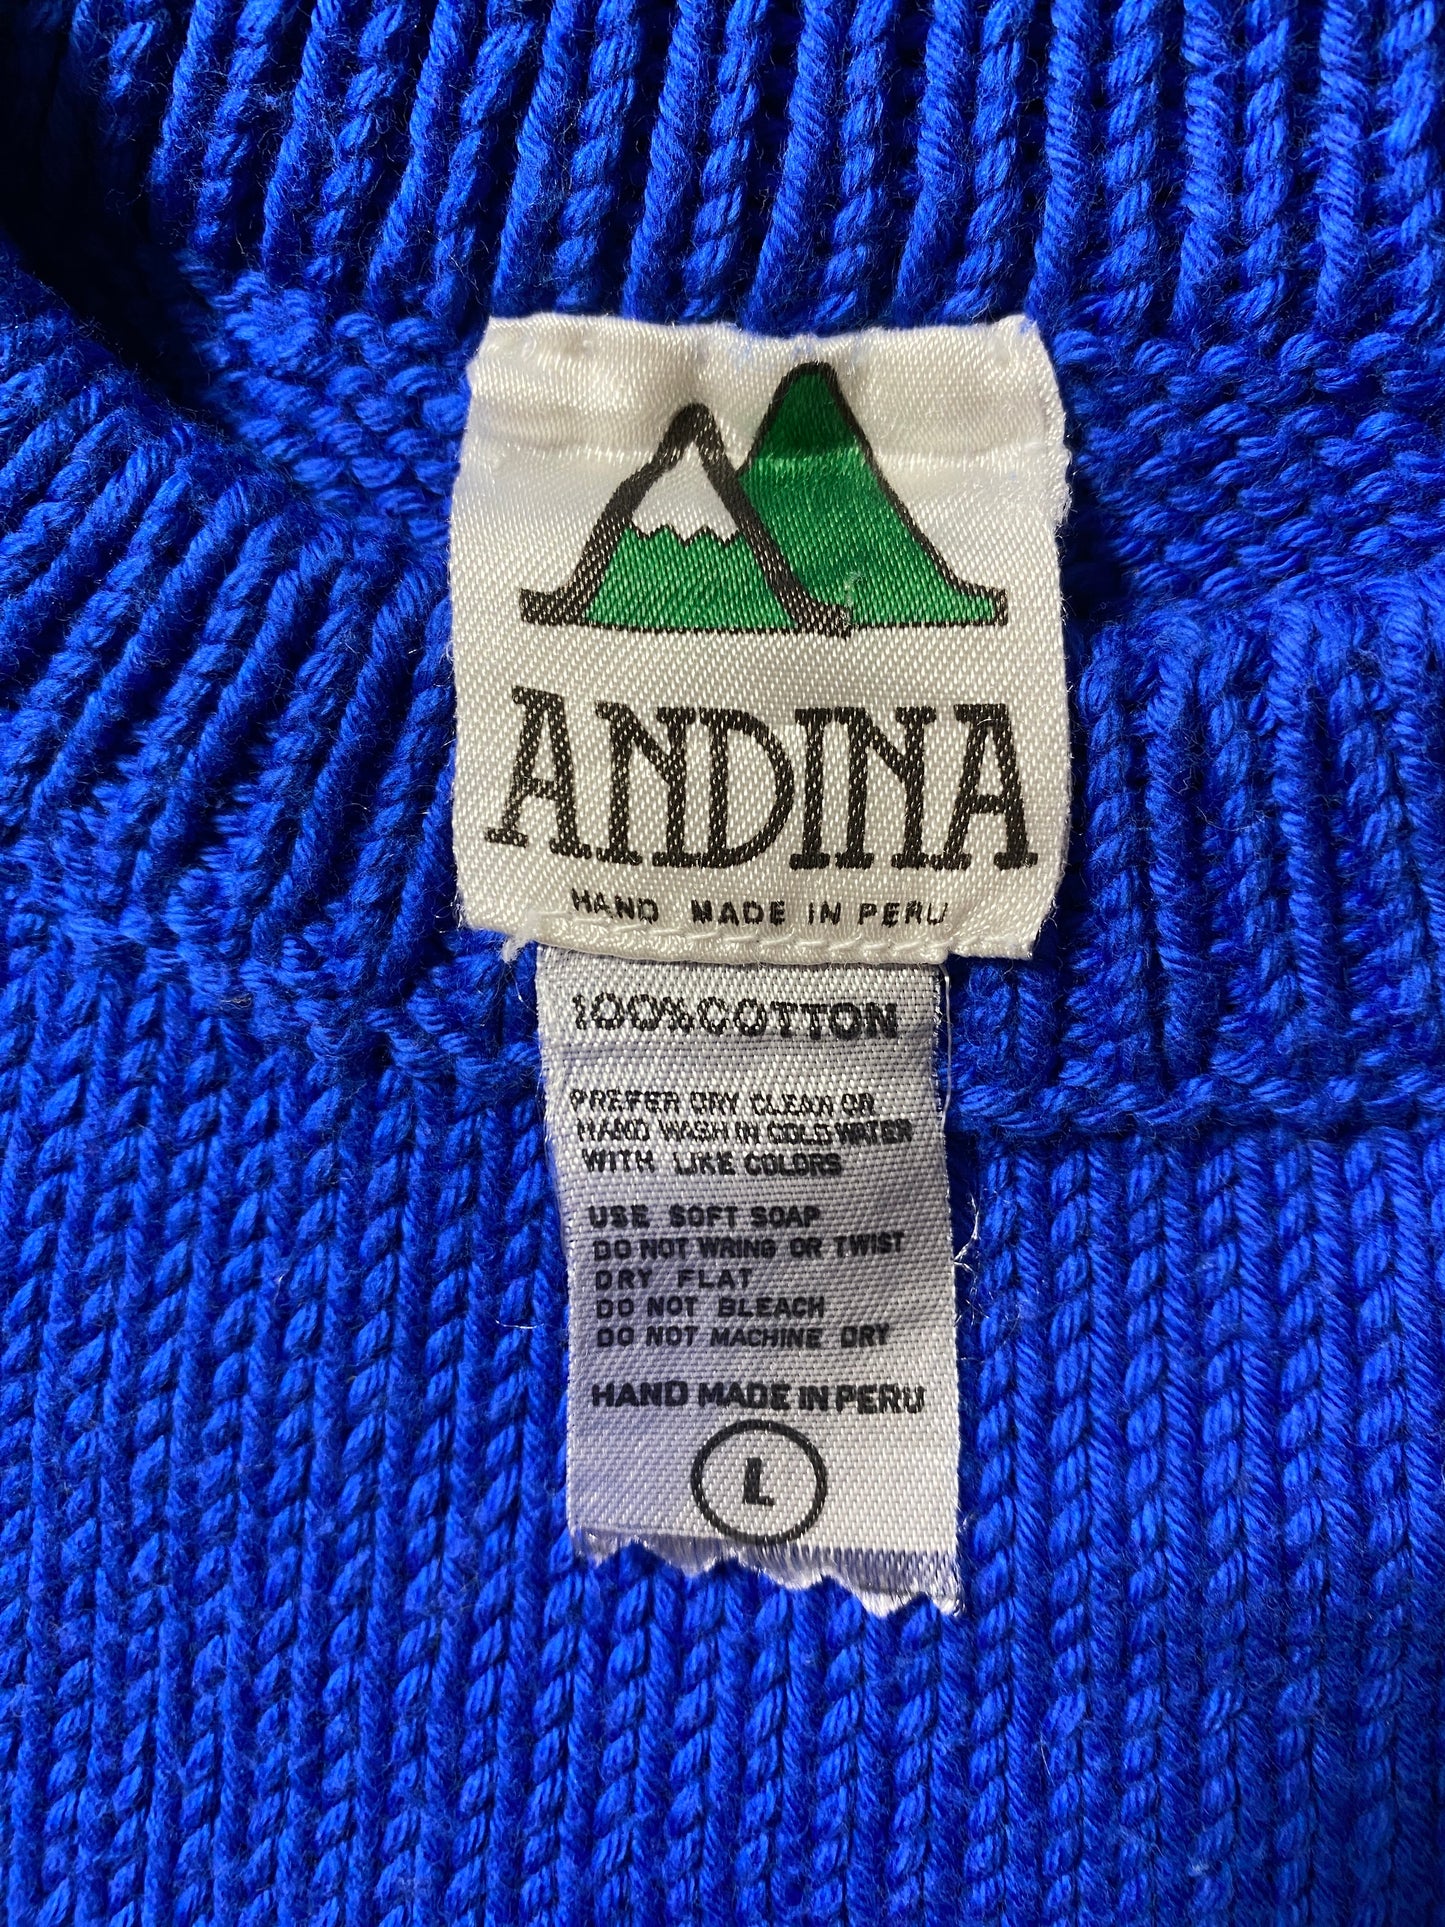 ANDINA
HAND MADE IN PERU
100% COTTON
PREFER DRY CLEAN OR
HAND WASH IN COLD WATER
WITH LIKE COLORS
USE SOFT SOAP
DO NOT WRING OR TWIST
DRY FLAT
DO NOT BLEACH
DO NOT MACHINE DRY
HAND MADE IN PERU
L